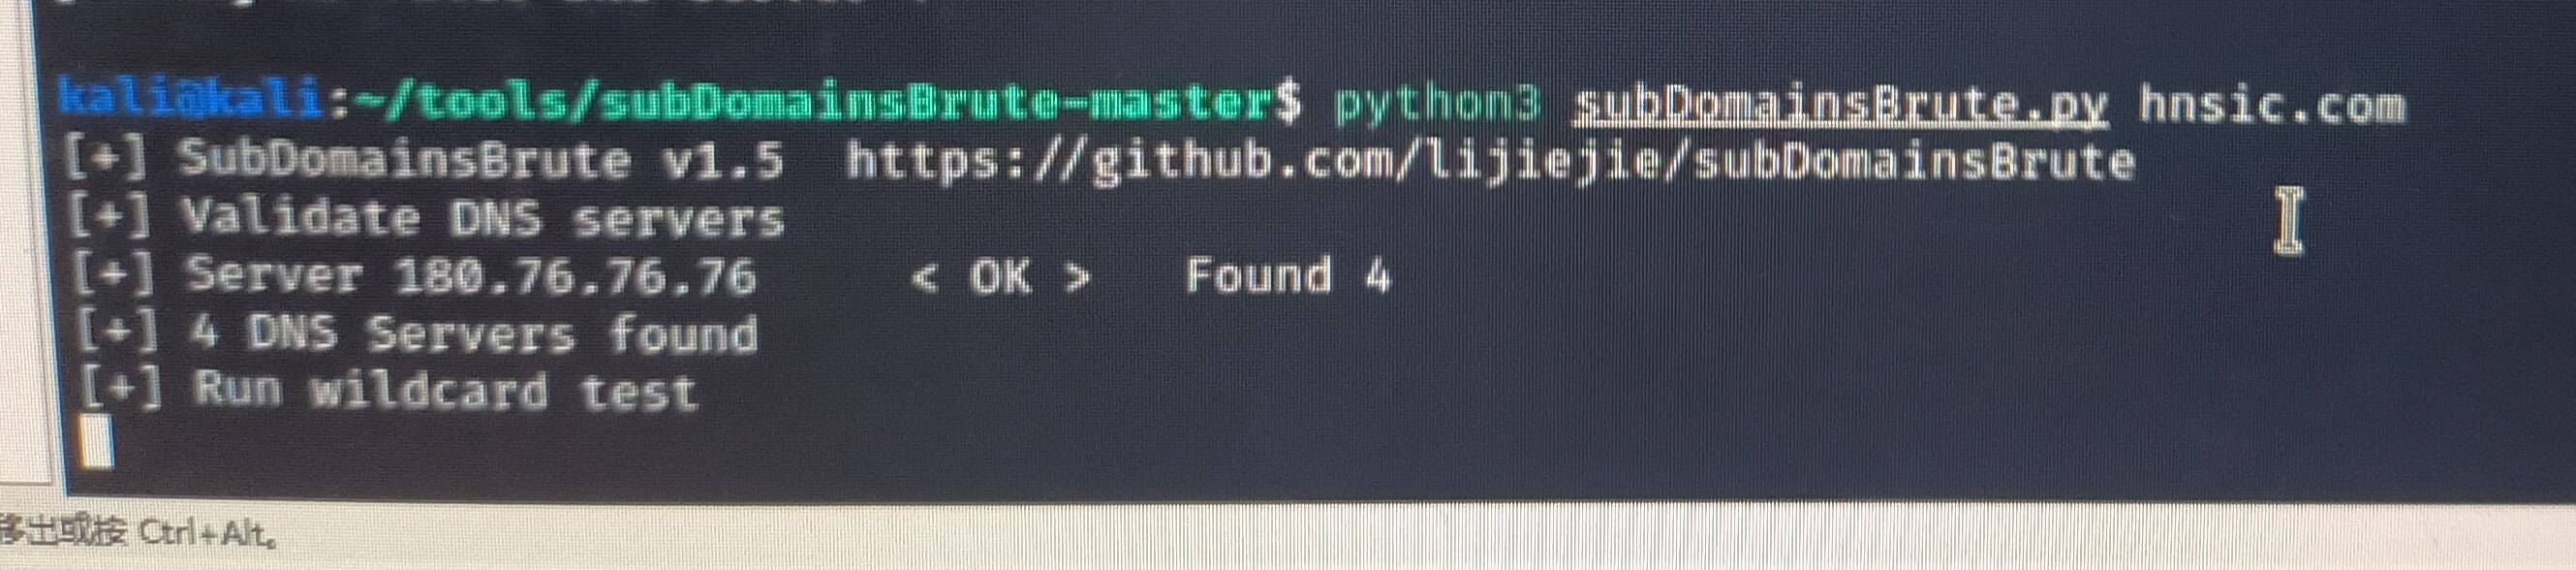 kali@kali:~/tools/subDomainsBrute-master$ python3 subDomainsBrute.py hnsic.com
[+] SubDomainsBrute v1.5  https://github.com/lijiejie/subDomainsBrute
[+] Validate DNS servers
[+] Server 180.76.76.76     < OK >   Found 4
[+] 4 DNS Servers found
[+] Run wildcard test
移出或按 Ctrl+Alt。